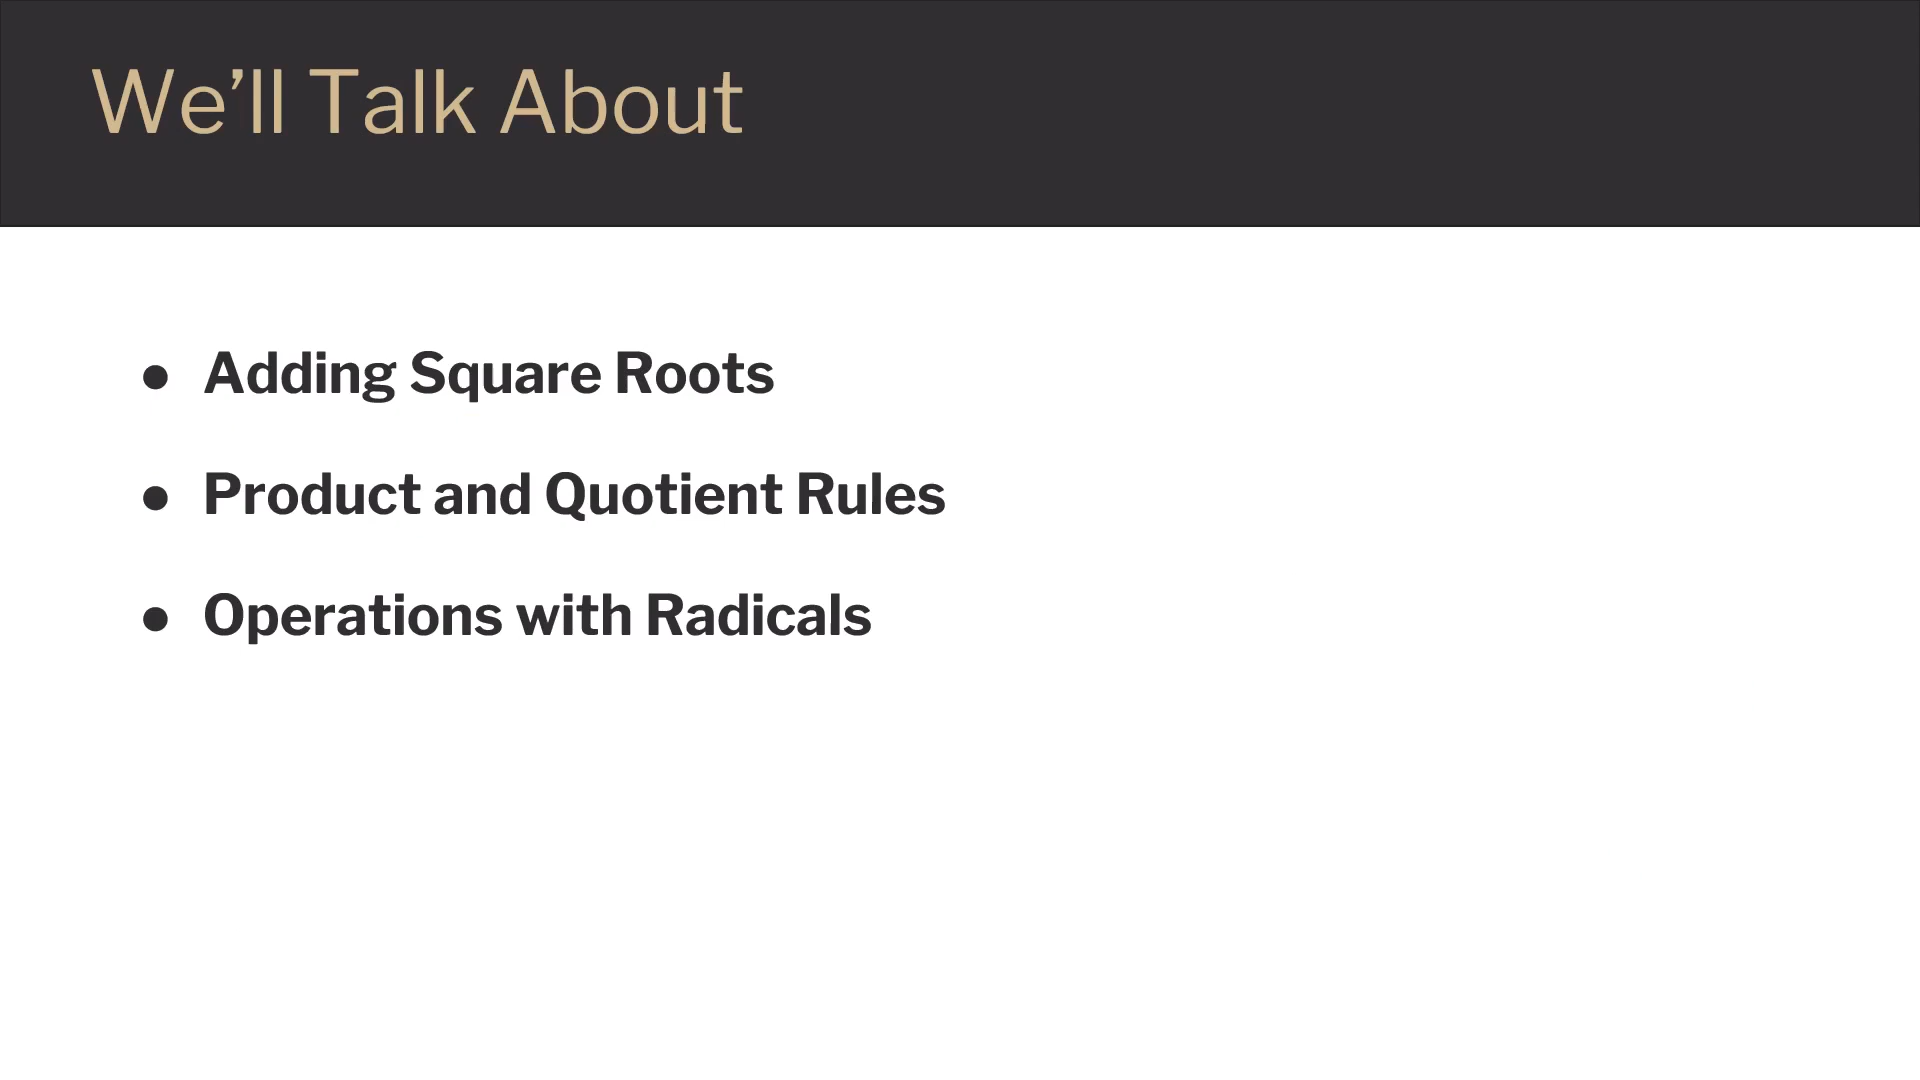 We’ll Talk About
● Adding Square Roots
● Product and Quotient Rules
● Operations with Radicals